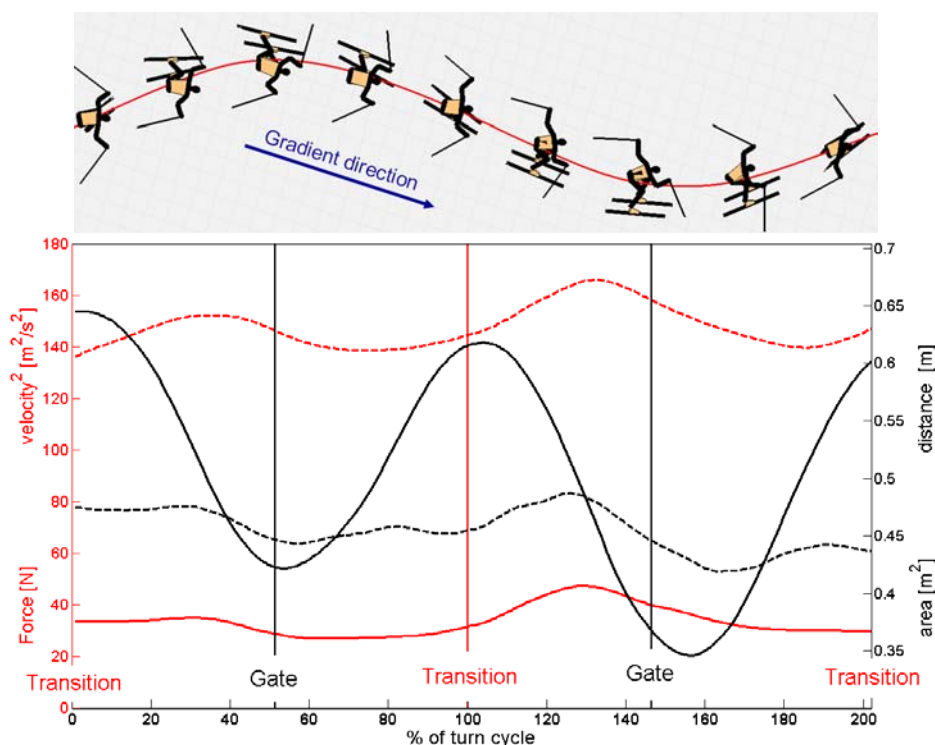 Gradient direction
180
160
140
120
100
80
60
40
20
0
velocity² [m²/s²]
Force [N]
0.7
0.65
0.6
0.55
0.5
0.45
0.4
0.35
distance [m]
area [m²]
Transition
Gate
Transition
Gate
Transition
0 20 40 60 80 100 120 140 160 180 200
% of turn cycle